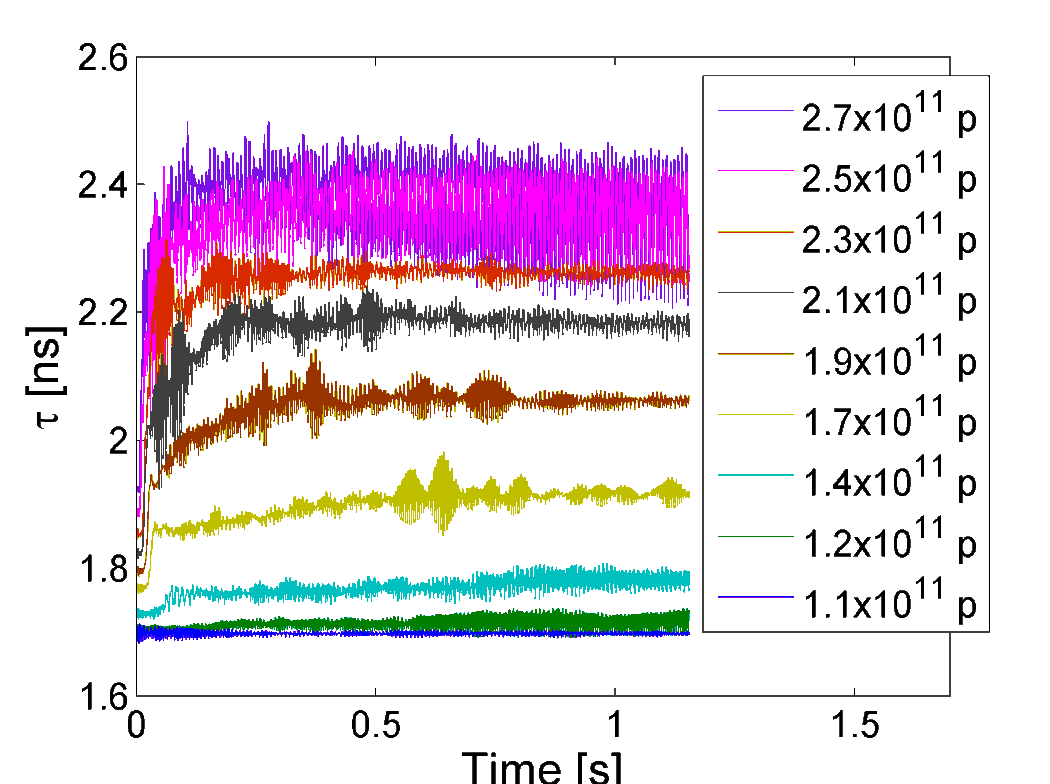 τ [ns]
2.6
2.4
2.2
2
1.8
1.6
0
0.5
1
1.5
Time [s]
2.7x10¹¹ p
2.5x10¹¹ p
2.3x10¹¹ p
2.1x10¹¹ p
1.9x10¹¹ p
1.7x10¹¹ p
1.4x10¹¹ p
1.2x10¹¹ p
1.1x10¹¹ p